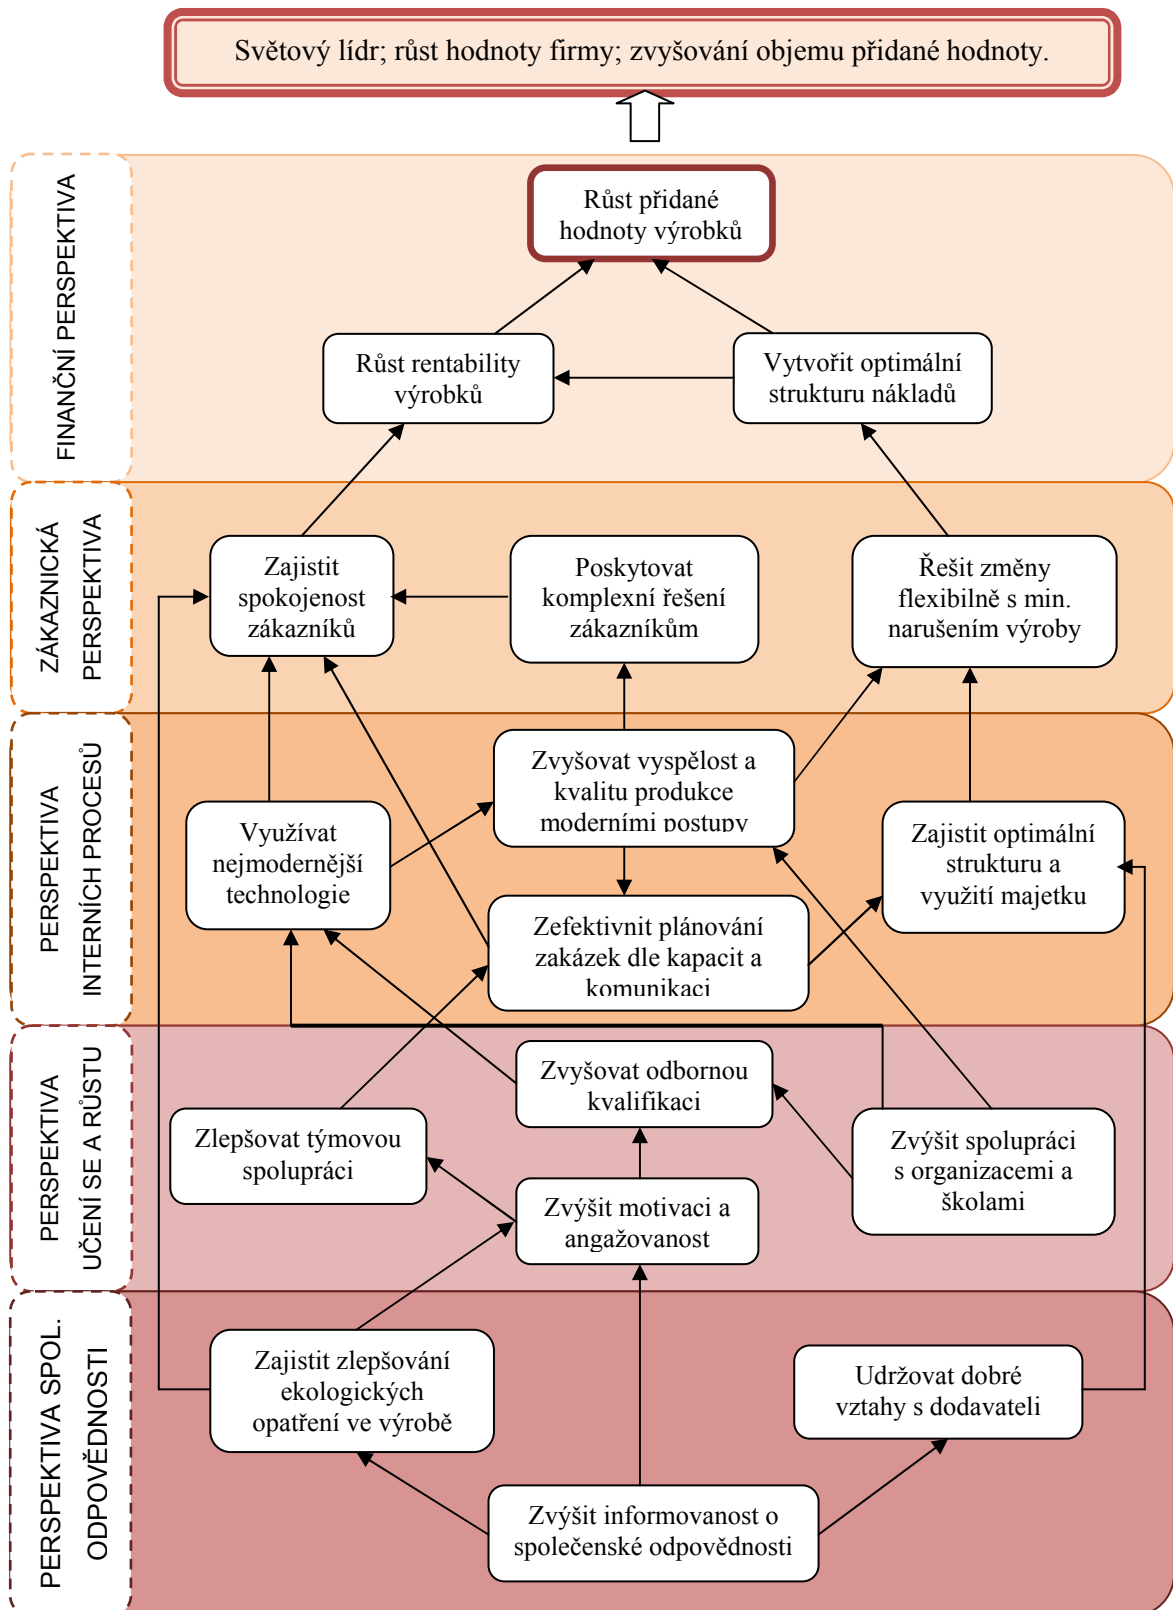 Světový lídr; růst hodnoty firmy; zvyšování objemu přidané hodnoty.
FINANČNÍ PERSPEKTIVA
Růst přidané
hodnoty výrobků
Růst rentability
výrobků
Vytvořit optimální
strukturu nákladů
ZÁKAZNICKÁ
PERSPEKTIVA
Zajistit
spokojenost
zákazníků
Poskytovat
komplexní řešení
zákazníkům
Řešit změny
flexibilně s min.
narušením výroby
PERSPEKTIVA
INTERNÍCH PROCESŮ
Zvyšovat vyspělost a
kvalitu produkce
moderními postupy
Využívat
nejmodernější
technologie
Zajistit optimální
strukturu a
využití majetku
Zefektivnit plánování
zakázek dle kapacit a
komunikaci
PERSPEKTIVA
UČENÍ SE A RŮSTU
Zvyšovat odbornou
kvalifikaci
Zlepšovat týmovou
spolupráci
Zvýšit spolupráci
s organizacemi a
školami
Zvýšit motivaci a
angažovanost
PERSPEKTIVA SPOL.
ODPOVĚDNOSTI
Zajistit zlepšování
ekologických
opatření ve výrobě
Udržovat dobré
vztahy s dodavateli
Zvýšit informovanost o
společenské odpovědnosti